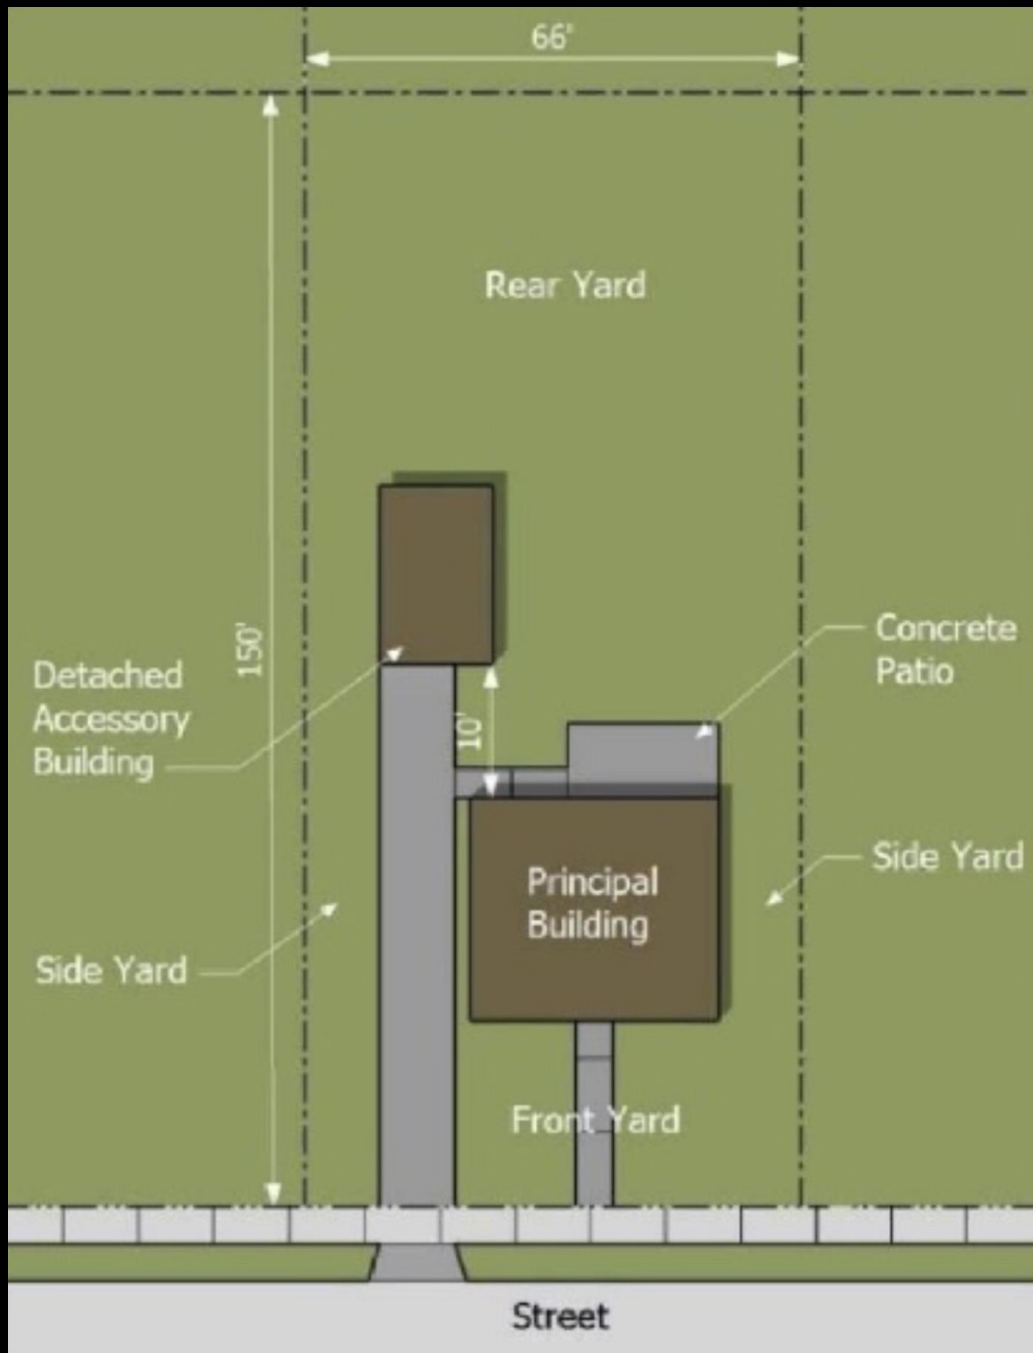 66'
Rear Yard
150'
Detached
Accessory
Building
10'
Concrete
Patio
Principal
Building
Side Yard
Side Yard
Front Yard
Street